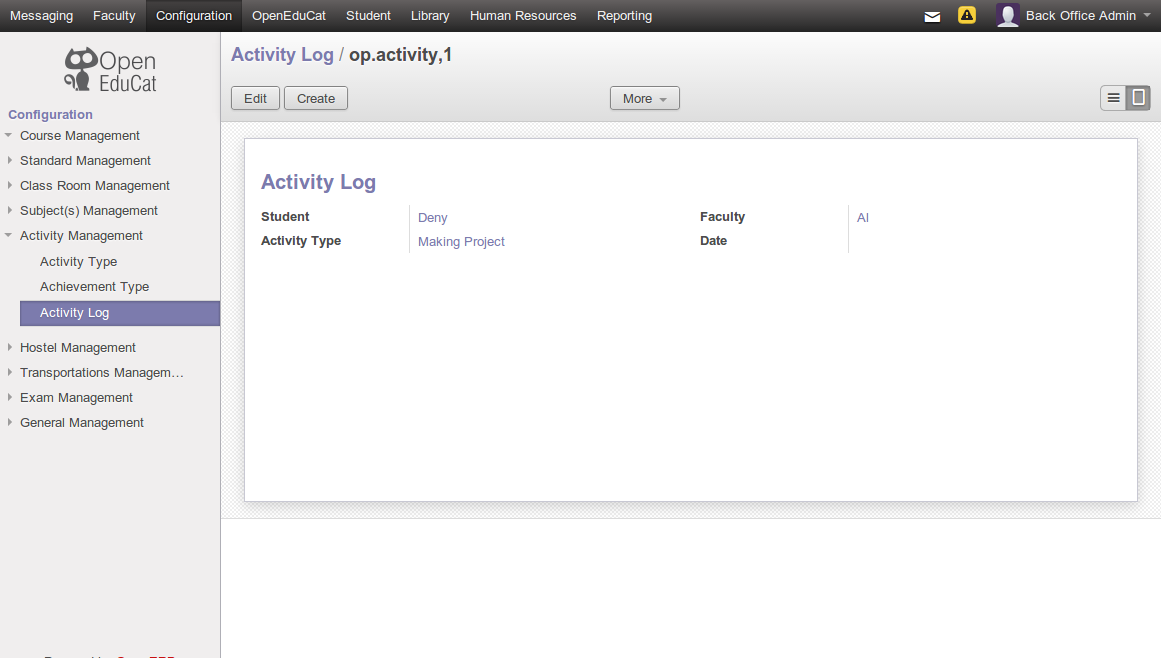 Messaging Faculty Configuration OpenEduCat Student Library Human Resources Reporting Back Office Admin
Open
EduCat
Activity Log / op.activity,1
Edit Create More
Configuration
Course Management
Standard Management
Class Room Management
Subject(s) Management
Activity Management
Activity Type
Achievement Type
Activity Log
Hostel Management
Transportations Managem…
Exam Management
General Management
Activity Log
Student Deny Faculty Al
Activity Type Making Project Date